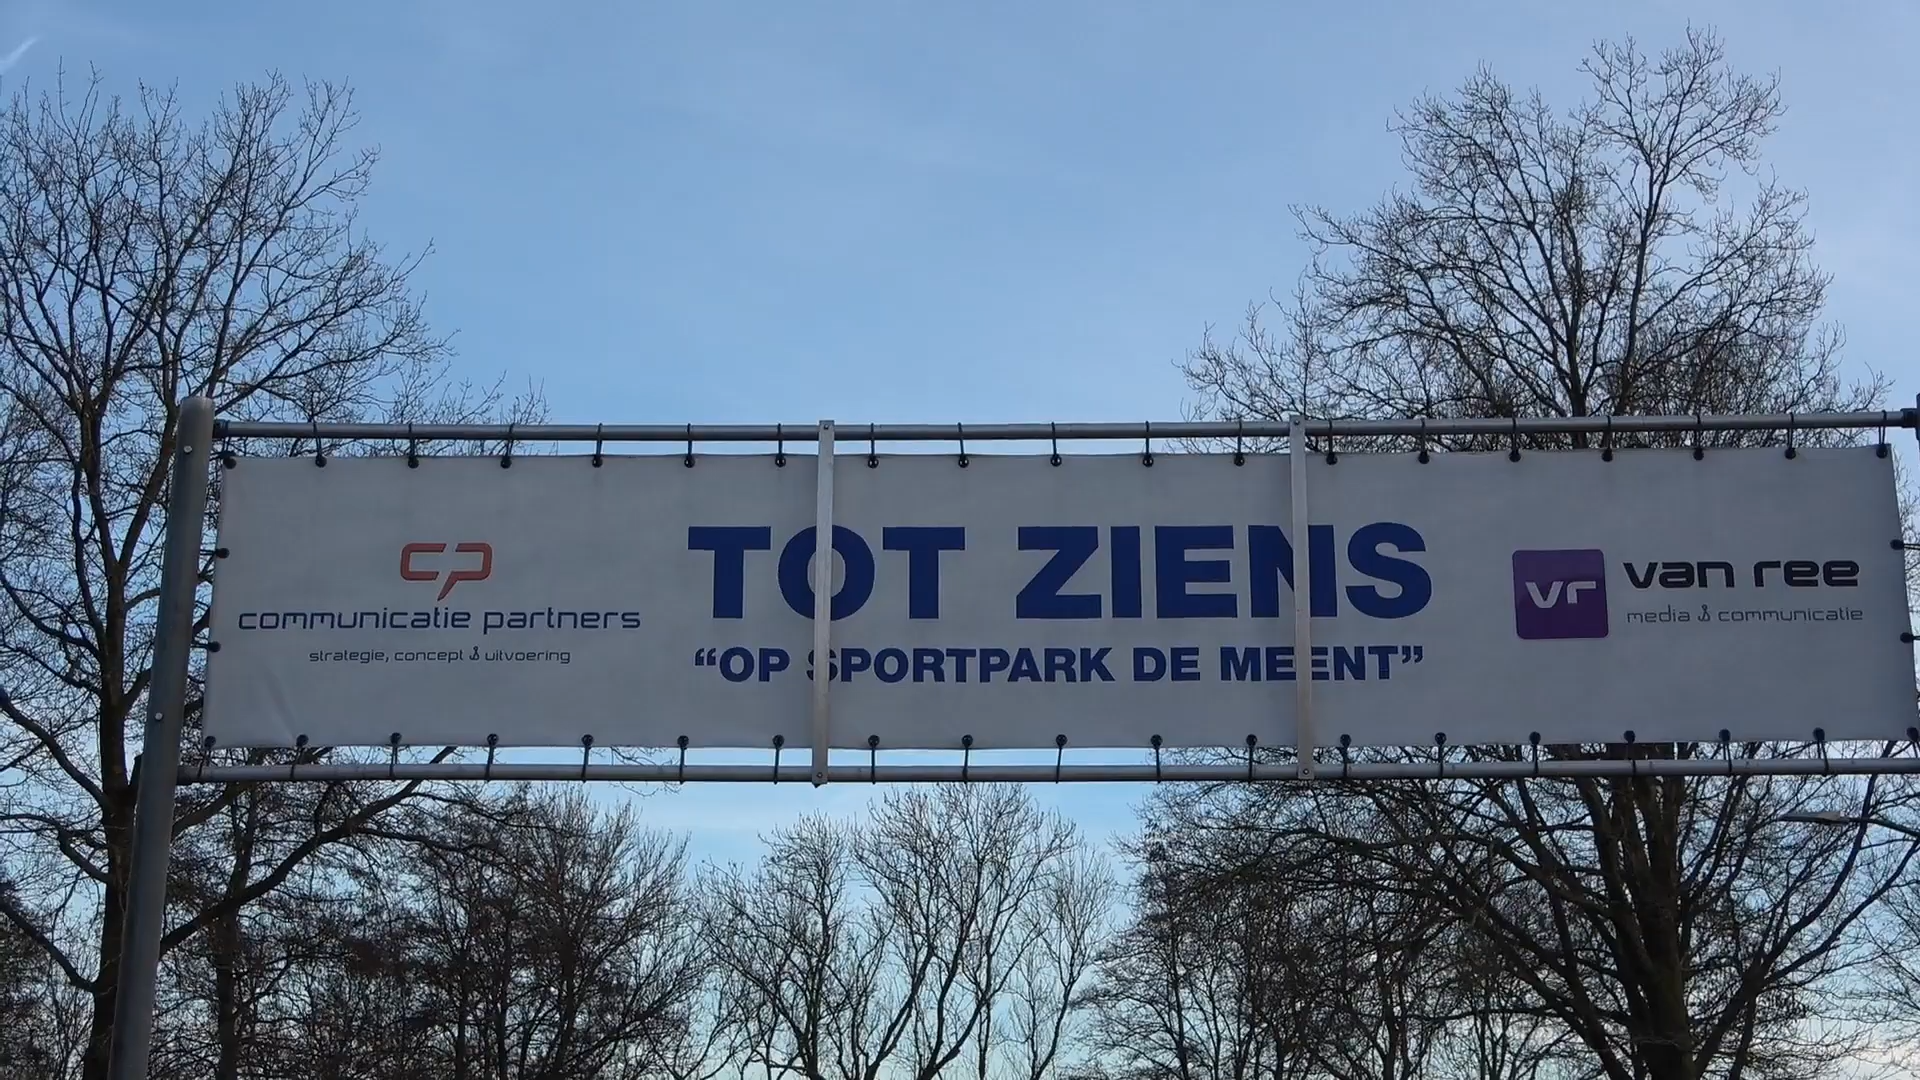 cp
communicatie partners
strategie, concept & uitvoering
TOT ZIENS
“OP SPORTPARK DE MEENT”
vr
van ree
media & communicatie